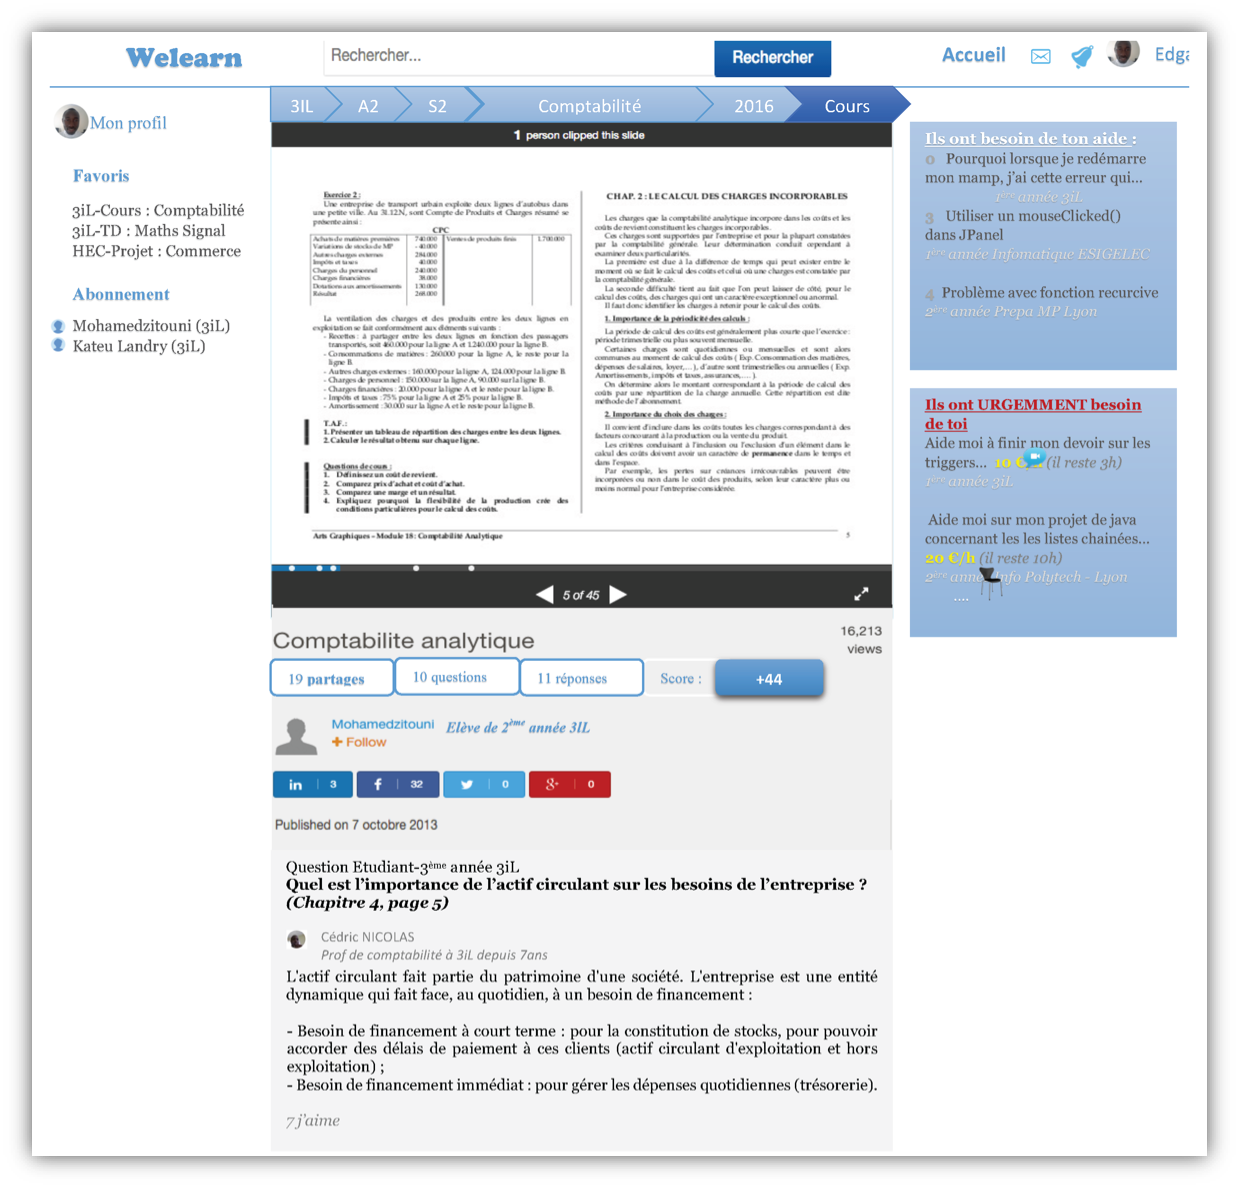 Welearn
Rechercher...
Rechercher
Accueil
Edga
Mon profil
Favoris
3iL-Cours : Comptabilité
3iL-TD : Maths Signal
HEC-Projet : Commerce
Abonnement
Mohamedzitouni (3iL)
Kateu Landry (3iL)
3IL
A2
S2
Comptabilité
2016
Cours
1 person clipped this slide
Exercice 2 :
Une entreprise de transport urbain exploite deux lignes d'autobus dans
une petite ville. Au 31.12.N, sont Compte de Produits et Charges résumé se
présente ainsi :
CPC
Achats de matières premières 740.000 Ventes de produits finis 1.700.000
Variations de stocks de MP - 40.000
Autres charges externes 284.000
Impôts et taxes 40.000
Charges du personnel 240.000
Charges financières 38.000
Dotations aux amortissements 130.000
Résultat 268.000
La ventilation des charges et des produits entre les deux lignes en
exploitation se fait conformément aux éléments suivants :
- Recettes : à partager entre les deux lignes en fonction des passagers
transportés, soit 460.000 pour la ligne A et 1.240.000 pour la ligne B.
- Consommations de matières : 260000 pour la ligne A, le reste pour la
ligne B.
- Autres charges externes : 160.000 pour la ligne A, 124.000 pour la ligne B.
- Charges de personnel : 150.000 sur la ligne A, 90.000 sur la ligne B.
- Charges financières : 20.000 pour la ligne A et le reste pour la ligne B.
- Impôts et taxes : 75% pour la ligne A et 25% pour la ligne B.
- Amortissement : 30.000 sur la ligne A et le reste pour la ligne B.
T.A.F. :
1. Présenter un tableau de répartition des charges entre les deux lignes.
2. Calculer le résultat obtenu sur chaque ligne.
Questions de cours :
1. Définissez un coût de revient.
2. Comparez prix d'achat et coût d'achat.
3. Comparez une marge et un résultat.
4. Expliquez pourquoi la flexibilité de la production crée des
conditions particulières pour le calcul des coûts.
CHAP. 2 : LE CALCUL DES CHARGES INCORPORABLES
Les charges que la comptabilité analytique incorpore dans les coûts et les
coûts de revient constituent les charges incorporables.
Ces charges sont supportées par l'entreprise et pour la plupart constatées
par la comptabilité générale. Leur détermination conduit cependant à
examiner deux particularités.
La première est due à la différence de temps qui peut exister entre le
moment où se fait le calcul des coûts et celui où une charges est constatée par
la comptabilité générale.
La seconde difficulté tient au fait que l'on peut laisser de côté, pour le
calcul des coûts, des charges qui ont un caractère exceptionnel ou anormal.
Il faut donc identifier les charges à retenir pour le calcul des coûts.
1. Importance de la périodicité des calculs :
La période de calcul des coûts est généralement plus courte que l'exercice :
période trimestrielle ou plus souvent mensuelle.
Certaines charges sont quotidiennes ou mensuelles et sont alors
communes au moment de calcul des coûts ( Exp. Consommation des matières,
dépenses de salaires, loyer,... ), d'autre sont trimestrielles ou annuelles ( Exp.
Amortissements, impôts et taxes, assurances,.... ).
On détermine alors le montant correspondant à la période de calcul des
coûts par une répartition de la charge annuelle. Cette répartition est dite
méthode de l'abonnement.
2. Importance du choix des charges :
Il convient d'inclure dans les coûts toutes les charges correspondant à des
facteurs concourant à la production ou la vente du produit.
Les critères conduisant à l'inclusion ou l'exclusion d'un élément dans le
calcul des coûts doivent avoir un caractère de permanence dans le temps et
dans l'espace.
Par exemple, les pertes sur créances irrécouvrables peuvent être
incorporées ou non dans le coût des produits, selon leur caractère plus ou
moins normal pour l'entreprise considérée.
Arts Graphiques – Module 18 : Comptabilité Analytique 5
5 of 45
Comptabilite analytique
16,213
views
19 partages
10 questions
11 réponses
Score :
+44
Mohamedzitouni
Elève de 2ème année 3IL
+ Follow
in 3
f 32
0
g+ 0
Published on 7 octobre 2013
Question Etudiant-3ème année 3iL
Quel est l'importance de l'actif circulant sur les besoins de l'entreprise ?
(Chapitre 4, page 5)
Cédric NICOLAS
Prof de comptabilité à 3iL depuis 7ans
L'actif circulant fait partie du patrimoine d'une société. L'entreprise est une entité
dynamique qui fait face, au quotidien, à un besoin de financement :
- Besoin de financement à court terme : pour la constitution de stocks, pour pouvoir
accorder des délais de paiement à ces clients (actif circulant d'exploitation et hors
exploitation) ;
- Besoin de financement immédiat : pour gérer les dépenses quotidiennes (trésorerie).
7 j'aime
Ils ont besoin de ton aide :
0 Pourquoi lorsque je redémarre
mon mamp, j'ai cette erreur qui...
1ère année 3iL
3 Utiliser un mouseClicked()
dans JPanel
1ère année Infomatique ESIGELEC
4 Problème avec fonction recurcive
2ère année Prepa MP Lyon
Ils ont URGEMMENT besoin
de toi
Aide moi à finir mon devoir sur les
triggers... 10 (il reste 3h)
1ère année 3iL
Aide moi sur mon projet de java
concernant les les listes chainées...
20 €/h (il reste 10h)
2ère année Info Polytech - Lyon
....